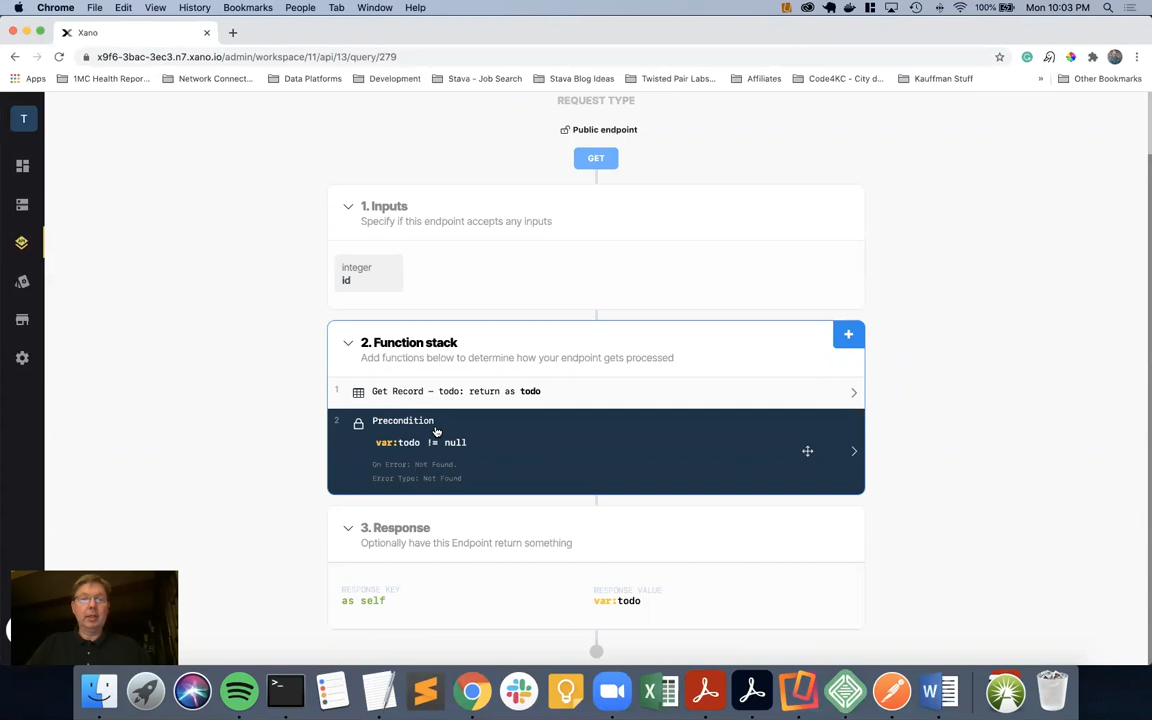 Chrome File Edit View History Bookmarks People Tab Window Help 100% Mon 10:03 PM
Xano
x9f6-3bac-3ec3.n7.xano.io/admin/workspace/11/api/13/query/279
Apps 1MC Health Repor... Network Connect... Data Platforms Development Stava - Job Search Stava Blog Ideas Twisted Pair Labs... Affiliates Code4KC - City d... Kauffman Stuff » Other Bookmarks
T
REQUEST TYPE
Public endpoint
GET
1. Inputs
Specify if this endpoint accepts any inputs
integer
id
2. Function stack
Add functions below to determine how your endpoint gets processed
1 Get Record – todo: return as todo
2 Precondition
var:todo != null
On Error: Not Found.
Error Type: Not Found
3. Response
Optionally have this Endpoint return something
RESPONSE KEY RESPONSE VALUE
as self var:todo